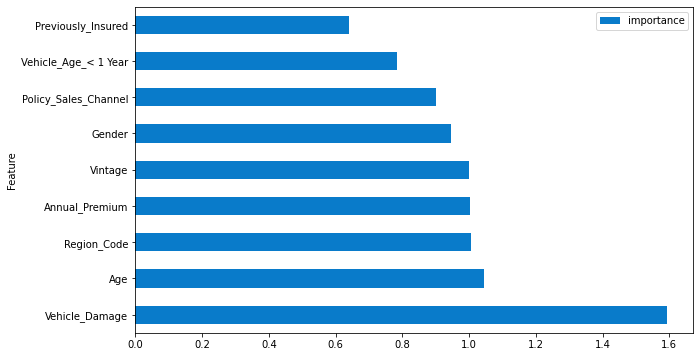 importance
Previously_Insured
Vehicle_Age_< 1 Year
Policy_Sales_Channel
Gender
Vintage
Annual_Premium
Region_Code
Age
Vehicle_Damage
Feature
0.0 0.2 0.4 0.6 0.8 1.0 1.2 1.4 1.6